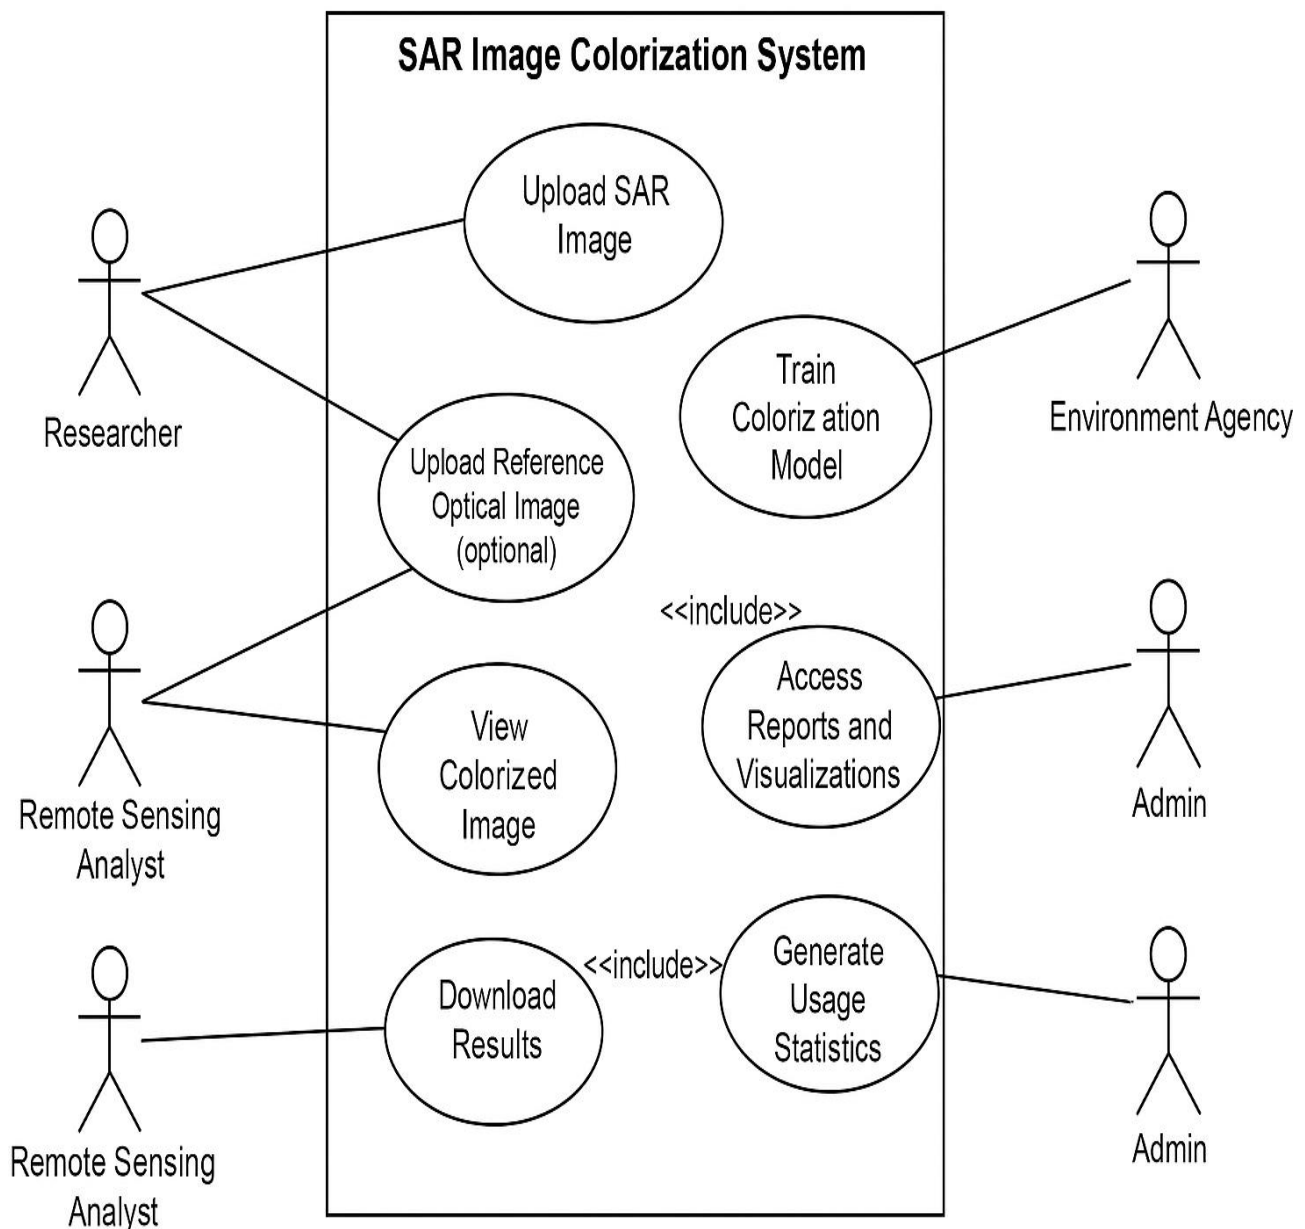 SAR Image Colorization System
Upload SAR
Image
Researcher
Upload Reference
Optical Image
(optional)
Train
Coloriz ation
Model
Environment Agency
Remote Sensing
Analyst
View
Colorized
Image
<<include>>
Access
Reports and
Visualizations
Admin
Remote Sensing
Analyst
Download
Results
<<include>>
Generate
Usage
Statistics
Admin